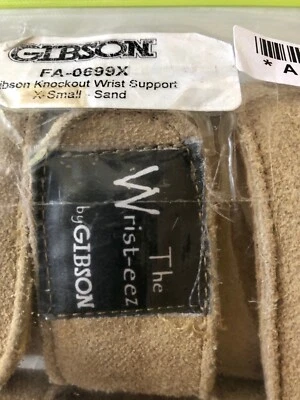 GIBSON
FA-0699X
ibson Knockout Wrist Support
X-Small - Sand
* A
The
Wrist-eez
by GIBSON